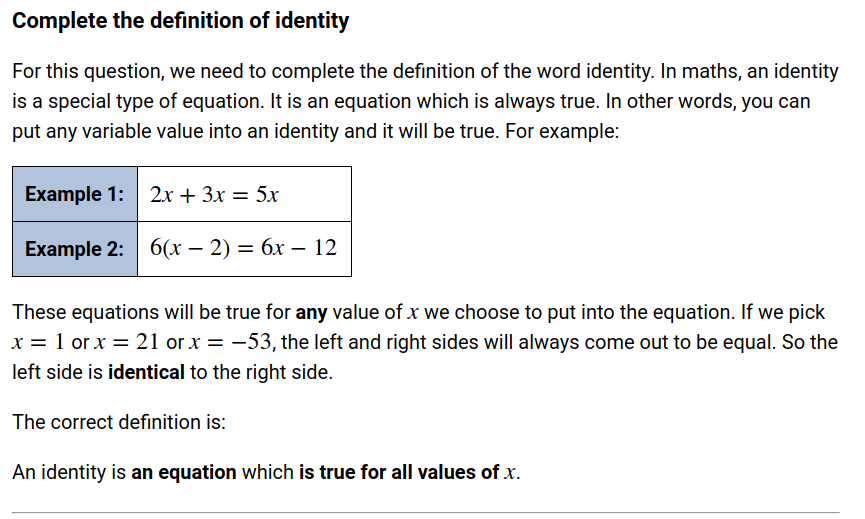 Complete the definition of identity
For this question, we need to complete the definition of the word identity. In maths, an identity
is a special type of equation. It is an equation which is always true. In other words, you can
put any variable value into an identity and it will be true. For example:
Example 1: 2x + 3x = 5x
Example 2: 6(x − 2) = 6x − 12
These equations will be true for any value of x we choose to put into the equation. If we pick
x = 1 or x = 21 or x = −53, the left and right sides will always come out to be equal. So the
left side is identical to the right side.
The correct definition is:
An identity is an equation which is true for all values of x.